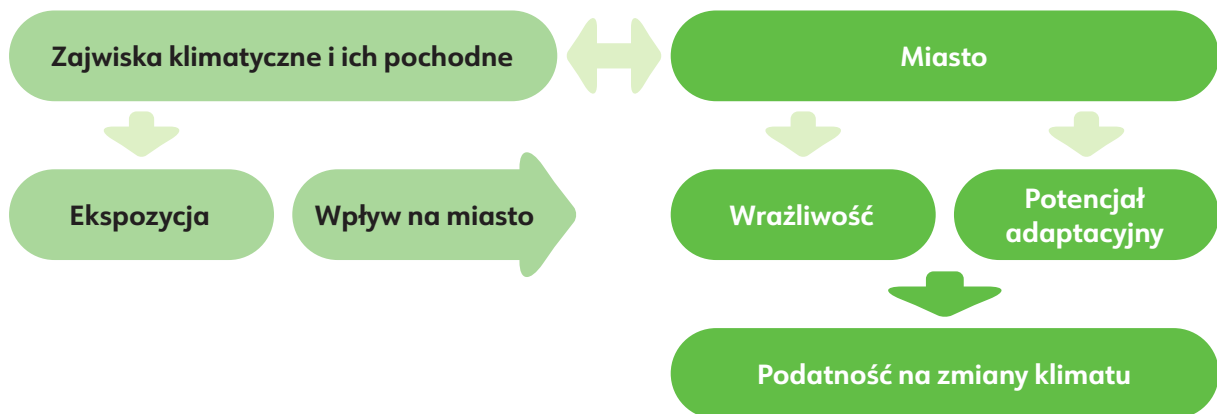 Zajwiska klimatyczne i ich pochodne
Miasto
Ekspozycja
Wpływ na miasto
Wrażliwość
Potencjał
adaptacyjny
Podatność na zmiany klimatu